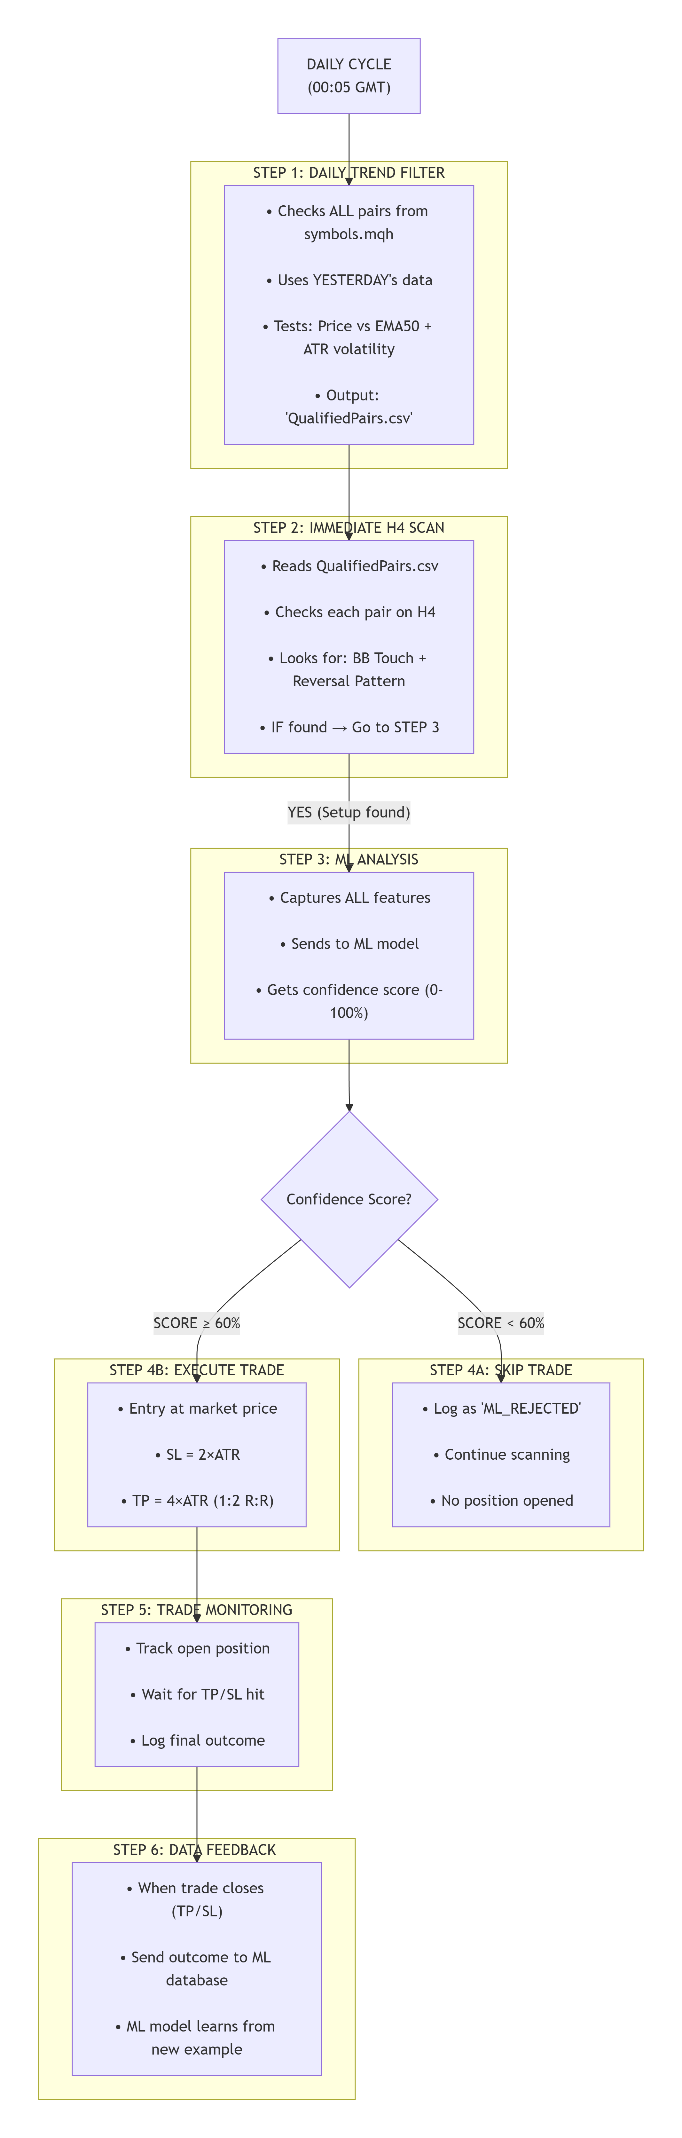 DAILY CYCLE
(00:05 GMT)
STEP 1: DAILY TREND FILTER
• Checks ALL pairs from
symbols.mqh
• Uses YESTERDAY's data
• Tests: Price vs EMA50 +
ATR volatility
• Output:
'QualifiedPairs.csv'
STEP 2: IMMEDIATE H4 SCAN
• Reads QualifiedPairs.csv
• Checks each pair on H4
• Looks for: BB Touch +
Reversal Pattern
• IF found → Go to STEP 3
YES (Setup found)
STEP 3: ML ANALYSIS
• Captures ALL features
• Sends to ML model
• Gets confidence score (0-
100%)
Confidence Score?
SCORE ≥ 60%
SCORE < 60%
STEP 4B: EXECUTE TRADE
• Entry at market price
• SL = 2×ATR
• TP = 4×ATR (1:2 R:R)
STEP 4A: SKIP TRADE
• Log as 'ML_REJECTED'
• Continue scanning
• No position opened
STEP 5: TRADE MONITORING
• Track open position
• Wait for TP/SL hit
• Log final outcome
STEP 6: DATA FEEDBACK
• When trade closes
(TP/SL)
• Send outcome to ML
database
• ML model learns from
new example